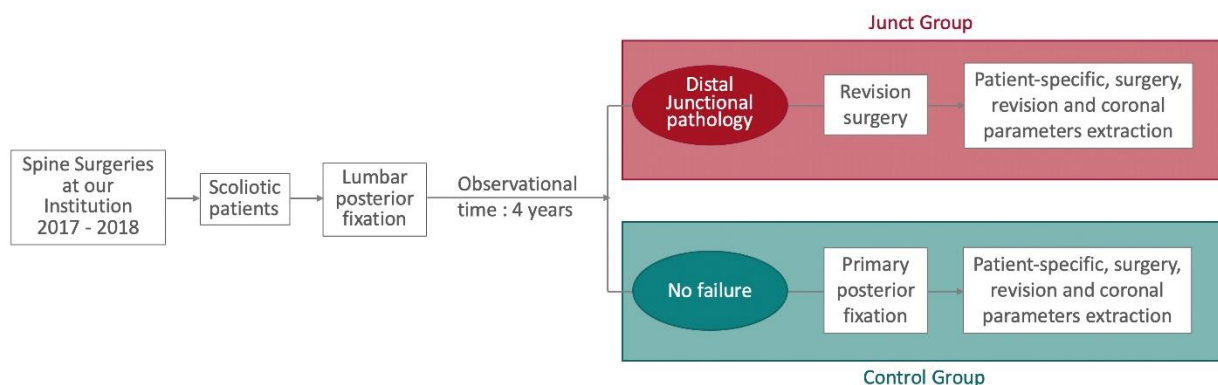 Junct Group
Spine Surgeries
at our
Institution
2017 - 2018
Scoliotic
patients
Lumbar
posterior
fixation
Observational
time : 4 years
Distal
Junctional
pathology
Revision
surgery
Patient-specific, surgery,
revision and coronal
parameters extraction
No failure
Primary
posterior
fixation
Patient-specific, surgery,
revision and coronal
parameters extraction
Control Group